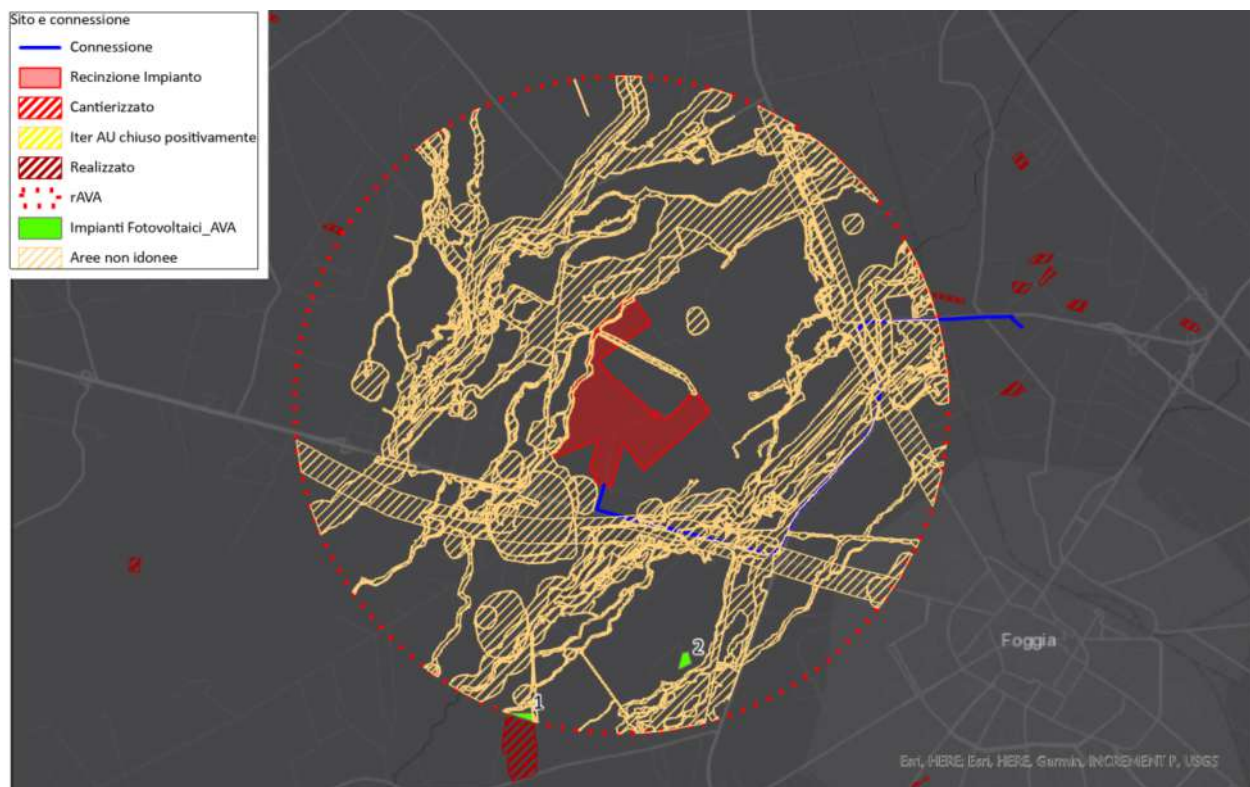 Sito e connessione
Connessione
Recinzione Impianto
Cantierizzato
Iter AU chiuso positivamente
Realizzato
rAVA
Impianti Fotovoltaici_AVA
Aree non idonee
Foggia
2
1
Esri, HERE; Esri, HERE, Garmin, INCREMENT P, USGS